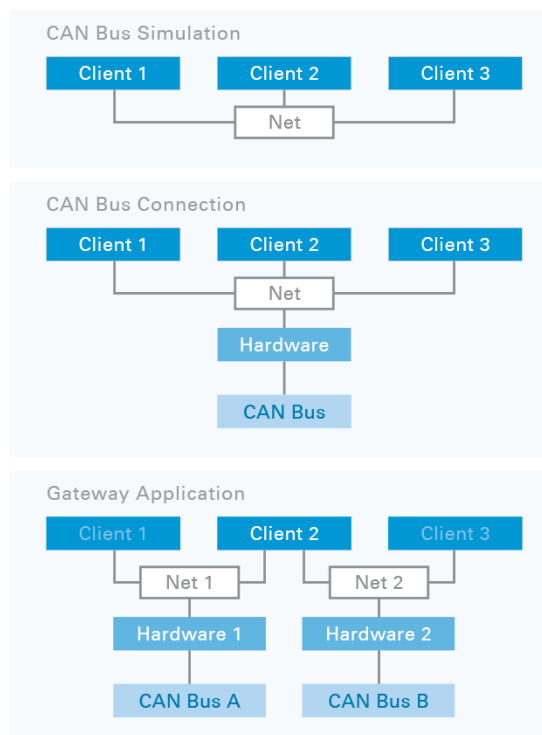 CAN Bus Simulation
Client 1 Client 2 Client 3
Net
CAN Bus Connection
Client 1 Client 2 Client 3
Net
Hardware
CAN Bus
Gateway Application
Client 1 Client 2 Client 3
Net 1 Net 2
Hardware 1 Hardware 2
CAN Bus A CAN Bus B